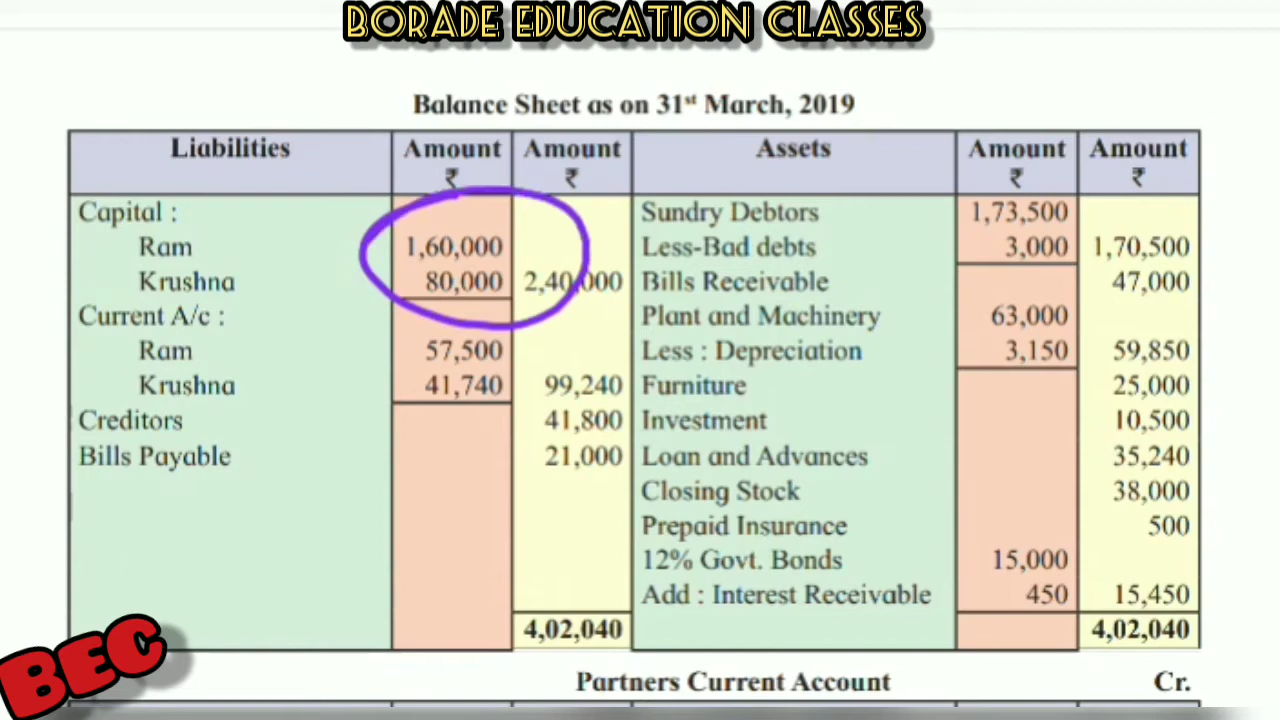 BORADE EDUCATION CLASSES
Balance Sheet as on 31st March, 2019
Liabilities Amount ₹ Amount ₹ Assets Amount ₹ Amount ₹
Capital : Sundry Debtors 1,73,500
Ram 1,60,000 Less-Bad debts 3,000 1,70,500
Krushna 80,000 2,40,000 Bills Receivable 47,000
Current A/c : Plant and Machinery 63,000
Ram 57,500 Less : Depreciation 3,150 59,850
Krushna 41,740 99,240 Furniture 25,000
Creditors 41,800 Investment 10,500
Bills Payable 21,000 Loan and Advances 35,240
Closing Stock 38,000
Prepaid Insurance 500
12% Govt. Bonds 15,000
Add : Interest Receivable 450 15,450
4,02,040 4,02,040
BEC
Partners Current Account Cr.